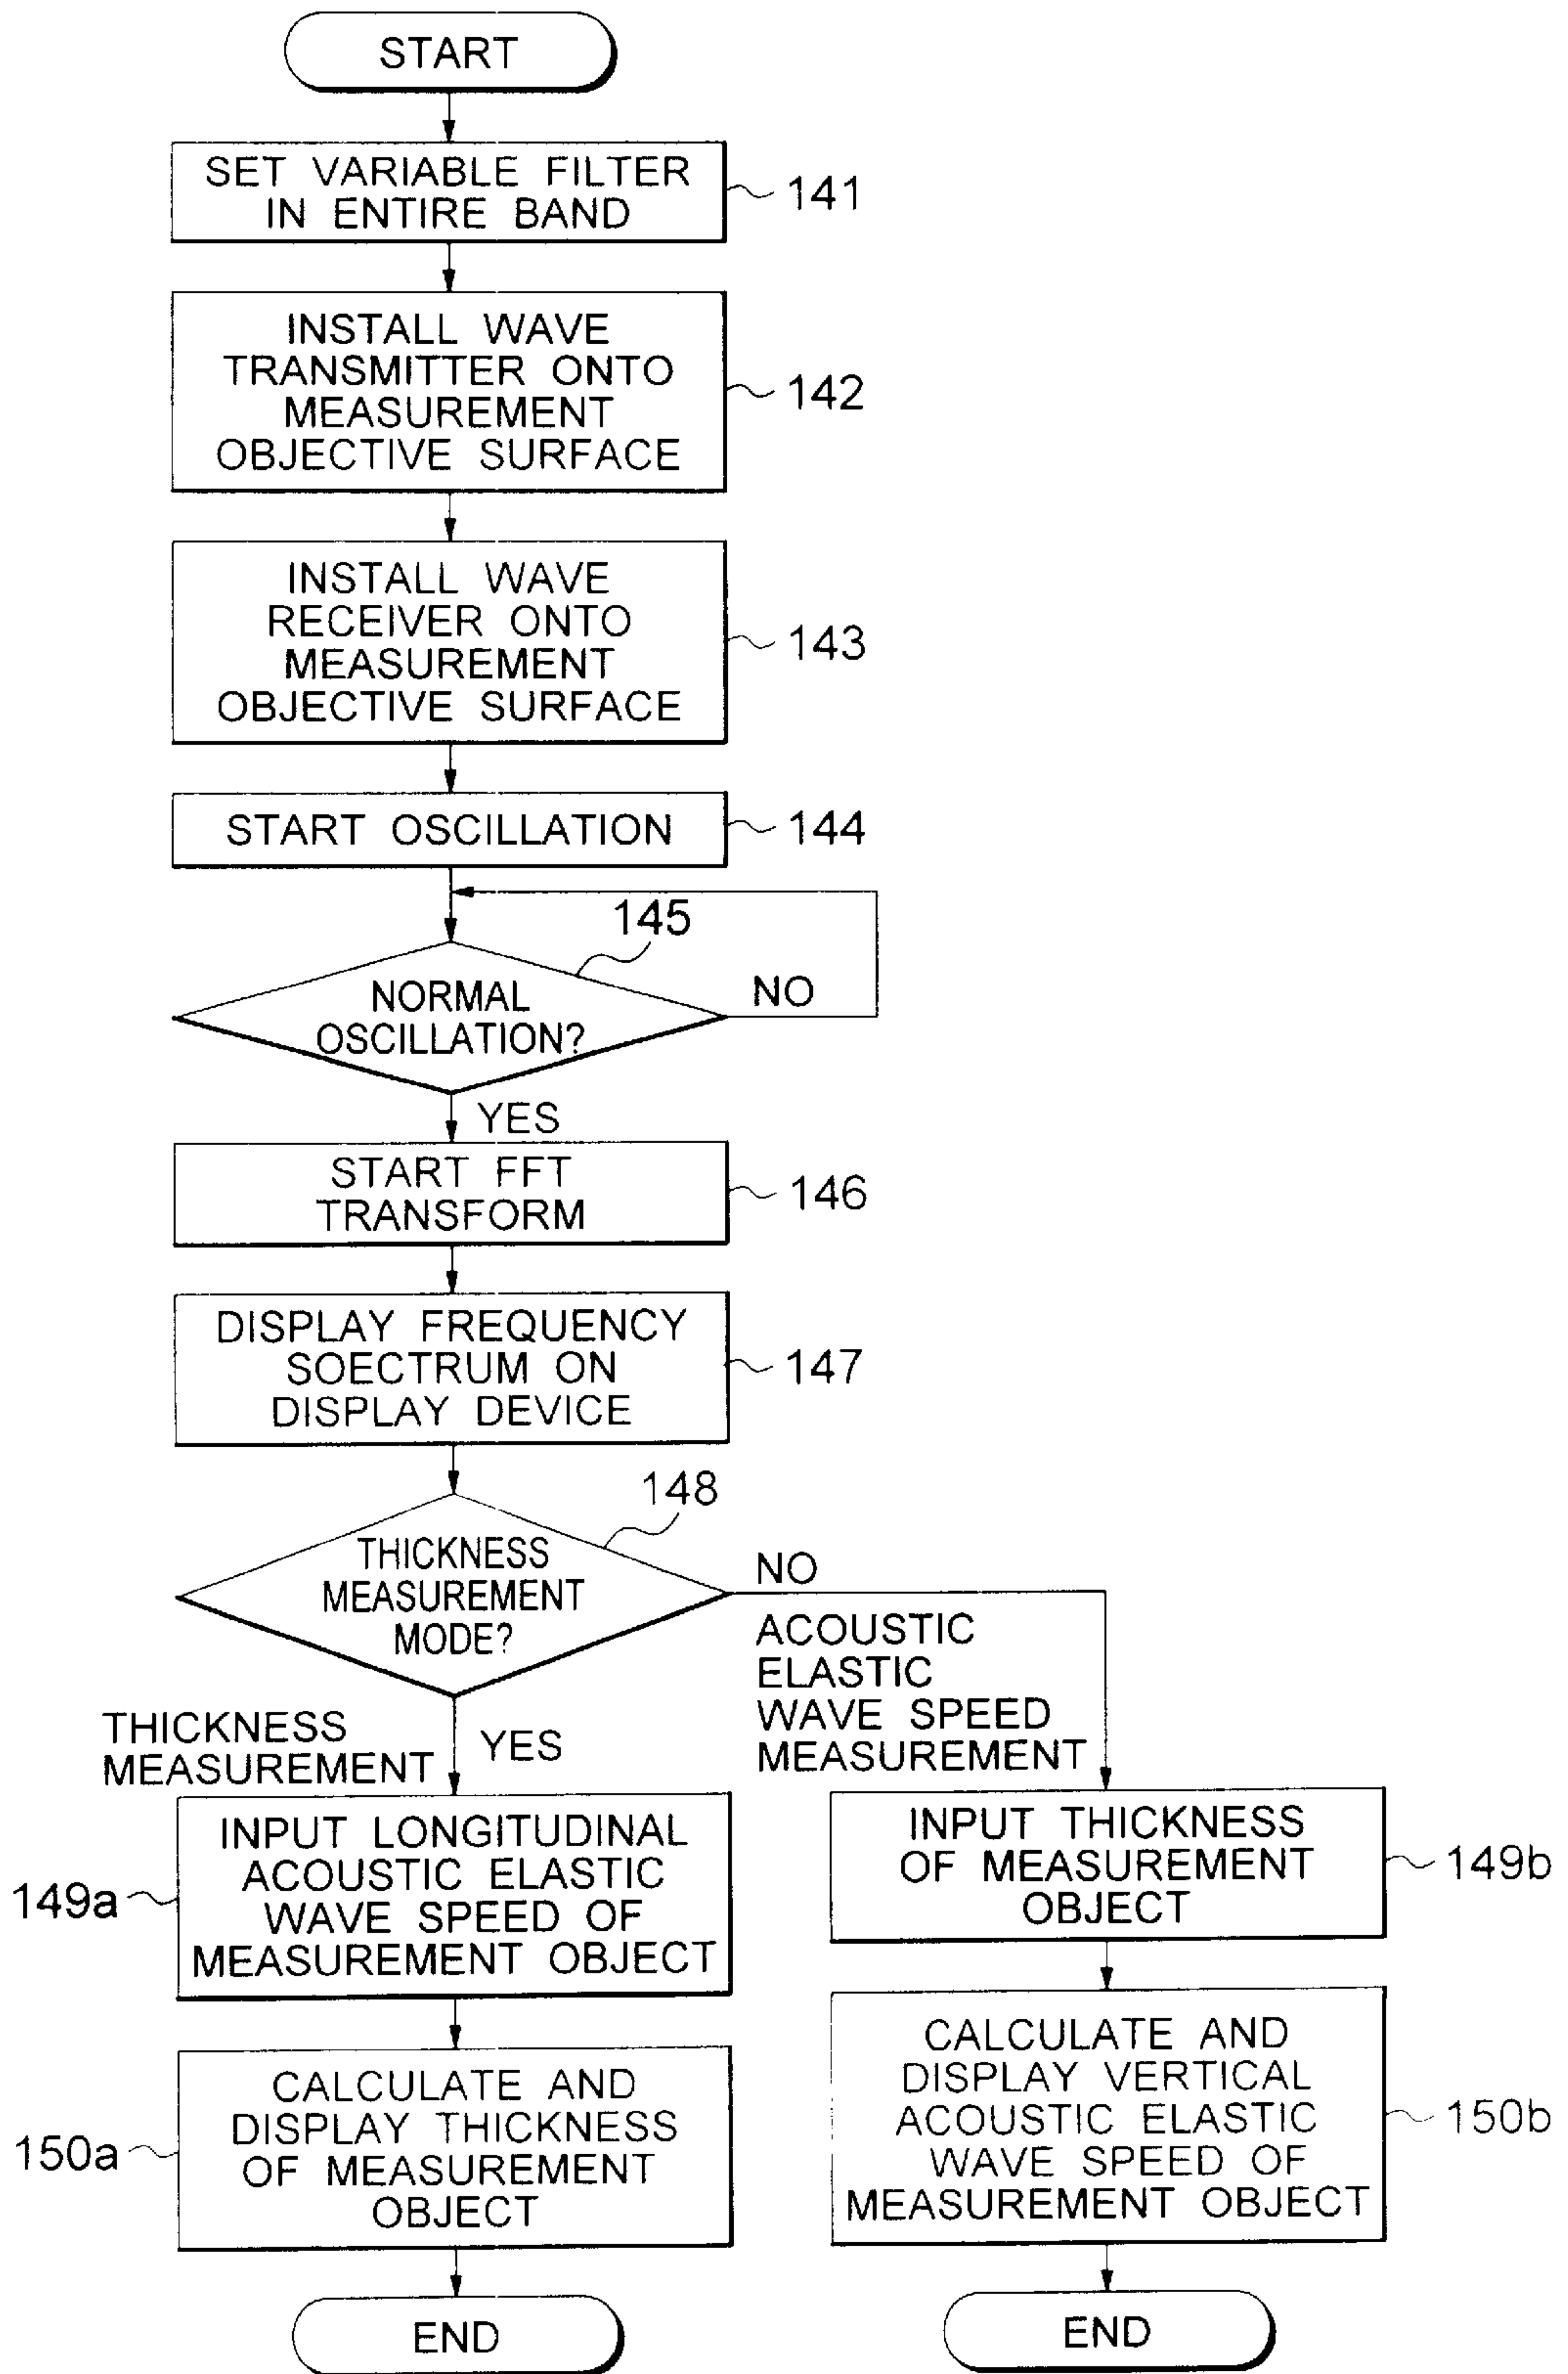 START
SET VARIABLE FILTER
IN ENTIRE BAND
141
INSTALL WAVE
TRANSMITTER ONTO
MEASUREMENT
OBJECTIVE SURFACE
142
INSTALL WAVE
RECEIVER ONTO
MEASUREMENT
OBJECTIVE SURFACE
143
START OSCILLATION
144
145
NORMAL
OSCILLATION?
NO
YES
START FFT
TRANSFORM
146
DISPLAY FREQUENCY
SOECTRUM ON
DISPLAY DEVICE
147
148
THICKNESS
MEASUREMENT
MODE?
NO
ACOUSTIC
ELASTIC
WAVE SPEED
MEASUREMENT
THICKNESS
MEASUREMENT
YES
INPUT LONGITUDINAL
ACOUSTIC ELASTIC
WAVE SPEED OF
MEASUREMENT OBJECT
149a
INPUT THICKNESS
OF MEASUREMENT
OBJECT
149b
CALCULATE AND
DISPLAY THICKNESS
OF MEASUREMENT
OBJECT
150a
CALCULATE AND
DISPLAY VERTICAL
ACOUSTIC ELASTIC
WAVE SPEED OF
MEASUREMENT OBJECT
150b
END
END